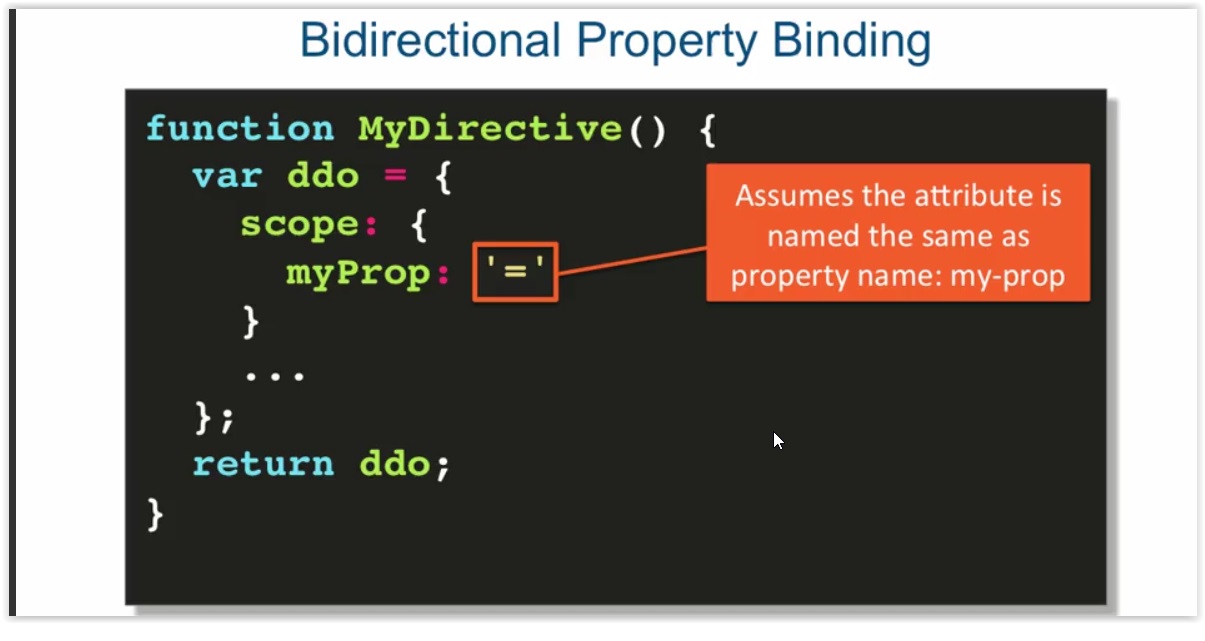 Bidirectional Property Binding
function MyDirective() {
var ddo = {
scope: {
myProp: '='
}
...
};
return ddo;
}
Assumes the attribute is
named the same as
property name: my-prop